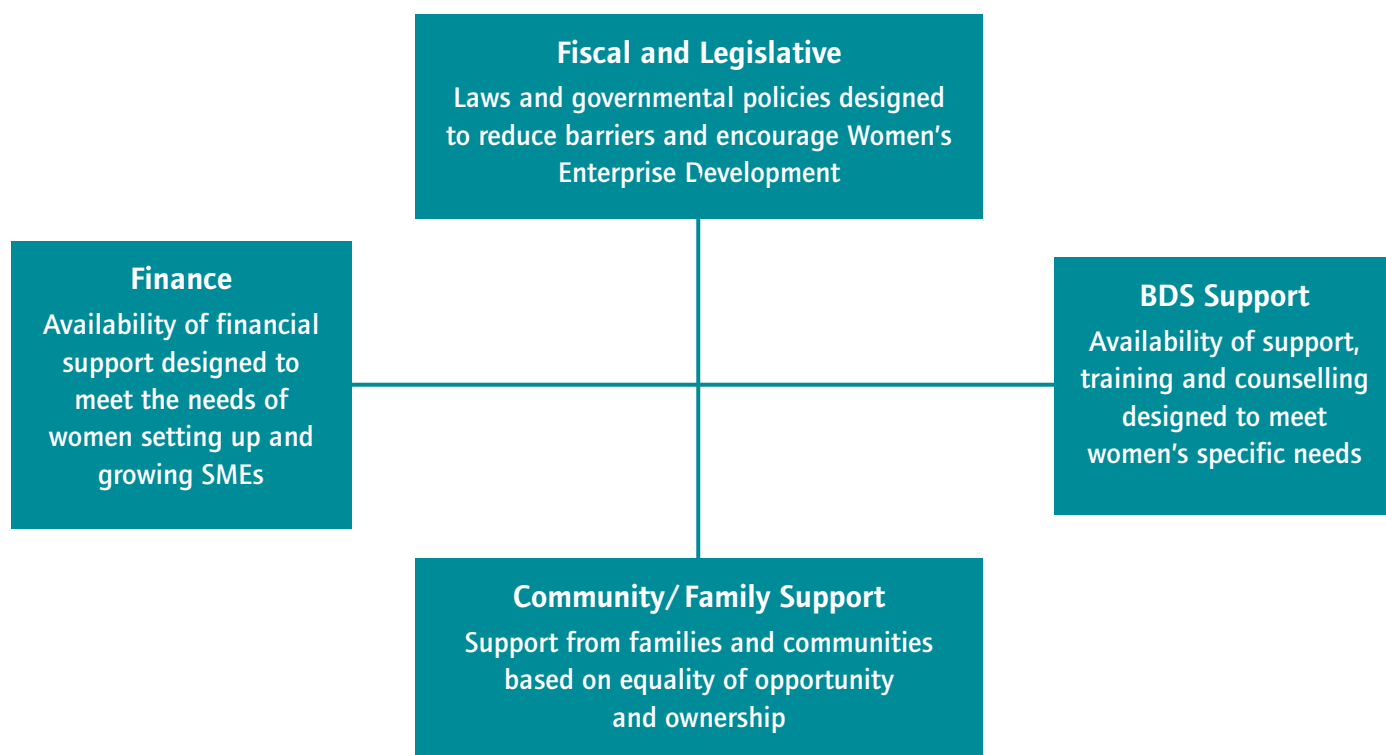 Fiscal and Legislative
Laws and governmental policies designed
to reduce barriers and encourage Women's
Enterprise Development
Finance
Availability of financial
support designed to
meet the needs of
women setting up and
growing SMEs
BDS Support
Availability of support,
training and counselling
designed to meet
women's specific needs
Community/ Family Support
Support from families and communities
based on equality of opportunity
and ownership